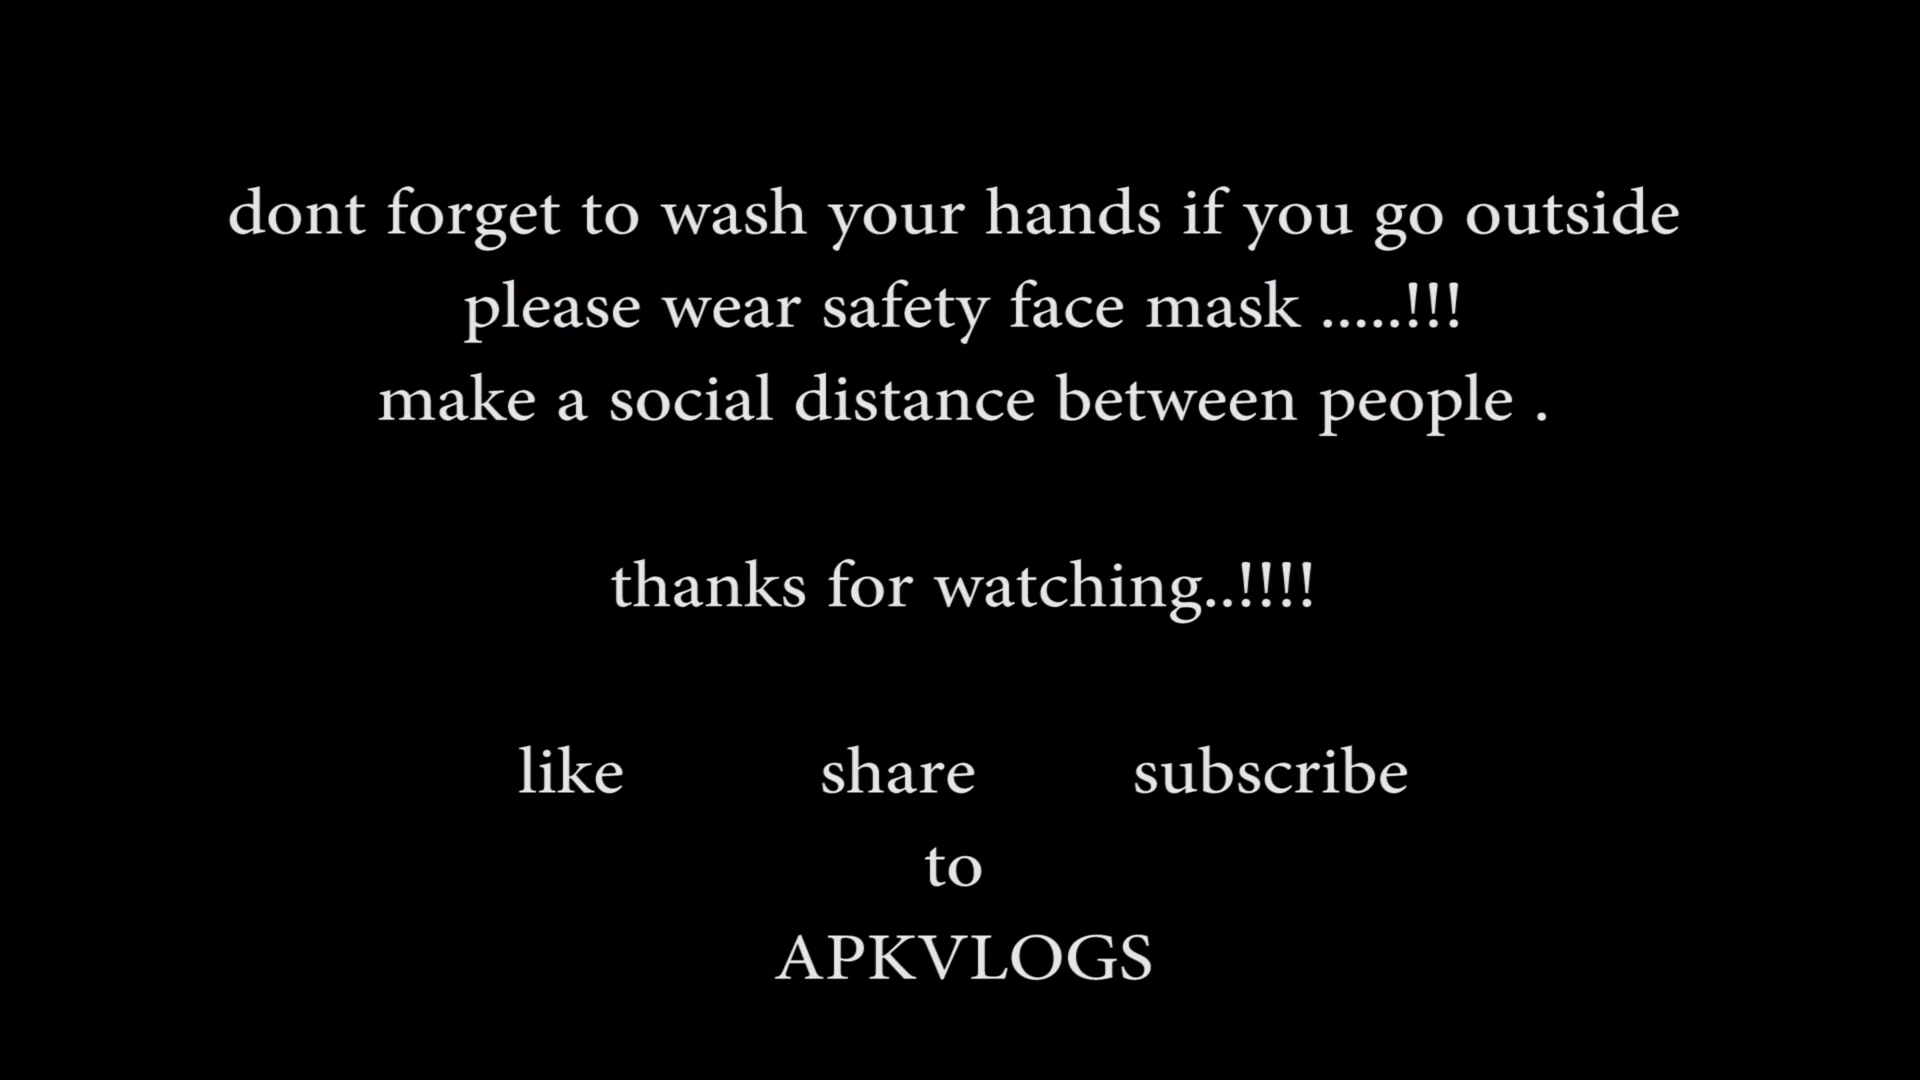 dont forget to wash your hands if you go outside
please wear safety face mask .....!!!
make a social distance between people .
thanks for watching..!!!!
like share subscribe
to
APKVLOGS